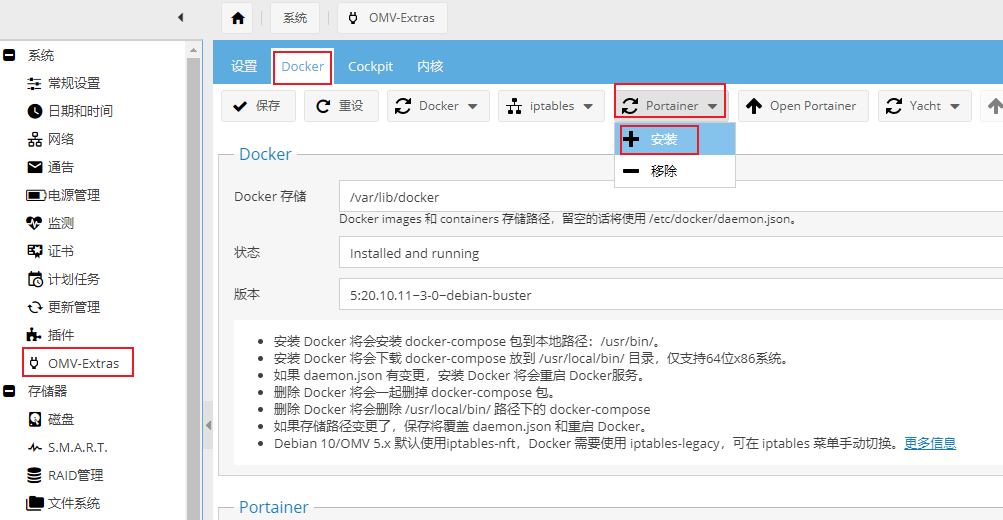 系统 OMV-Extras
系统
常规设置
日期和时间
网络
通告
电源管理
监测
证书
计划任务
更新管理
插件
OMV-Extras
存储器
磁盘
S.M.A.R.T.
RAID管理
文件系统
设置 Docker Cockpit 内核
保存 重设 Docker iptables Portainer Open Portainer Yacht
安装
移除
Docker
Docker 存储 /var/lib/docker
Docker images 和 containers 存储路径，留空的话将使用 /etc/docker/daemon.json。
状态 Installed and running
版本 5:20.10.11~3-0~debian-buster
安装 Docker 将会安装 docker-compose 包到本地路径：/usr/bin/。
安装 Docker 将会下载 docker-compose 放到 /usr/local/bin/ 目录，仅支持64位x86系统。
如果 daemon.json 有变更，安装 Docker 将会重启 Docker服务。
删除 Docker 将会一起删掉 docker-compose 包。
删除 Docker 将会删除 /usr/local/bin/ 路径下的 docker-compose
如果存储路径变更了，保存将覆盖 daemon.json 和重启 Docker。
Debian 10/OMV 5.x 默认使用iptables-nft，Docker 需要使用 iptables-legacy，可在 iptables 菜单手动切换。更多信息
Portainer